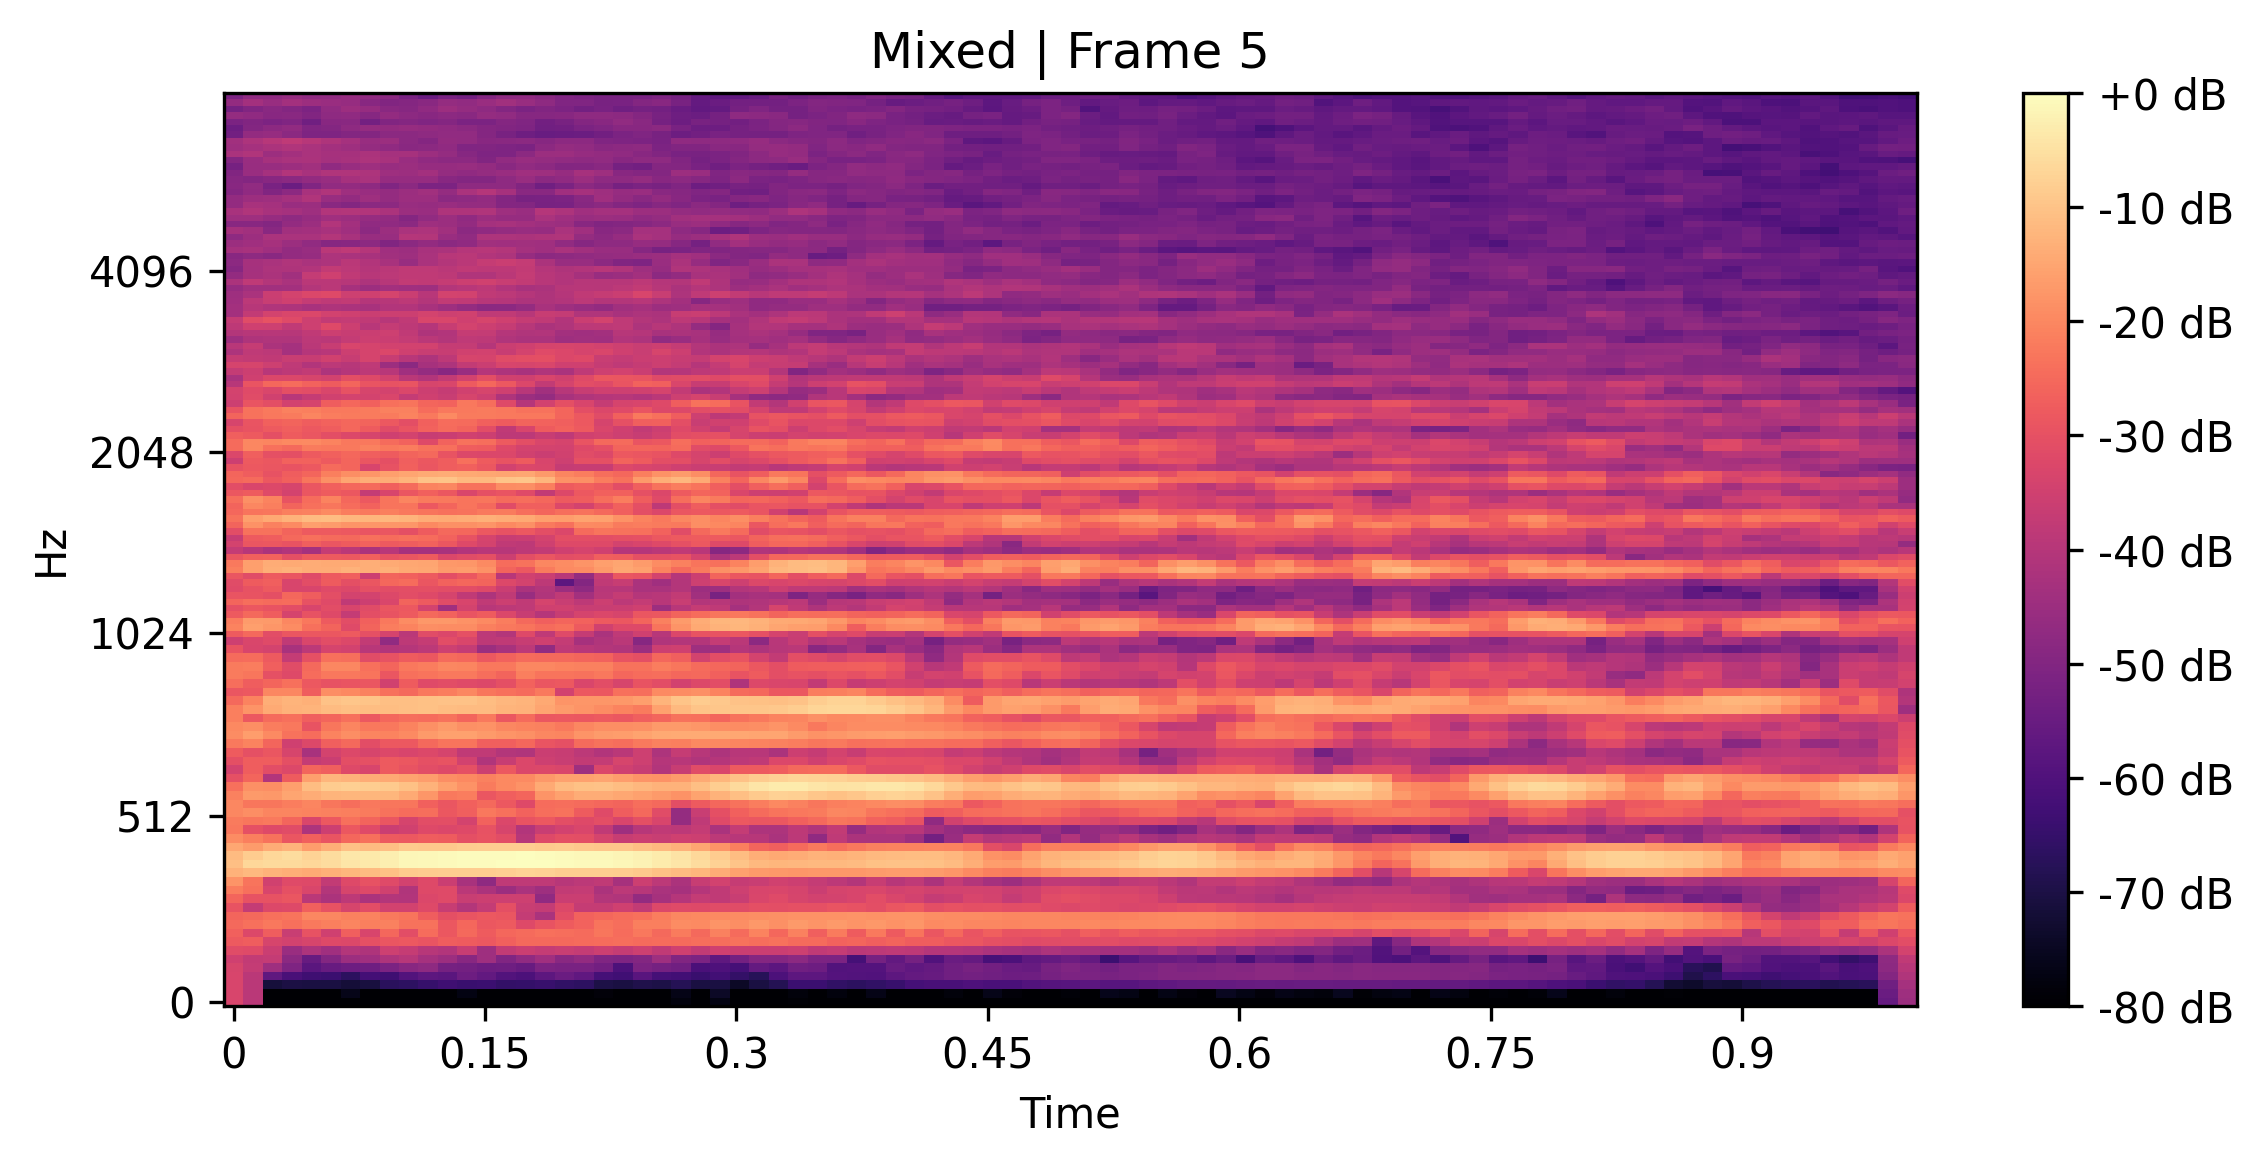 Mixed | Frame 5
Hz
4096
2048
1024
512
0
0
0.15
0.3
0.45
0.6
0.75
0.9
Time
+0 dB
-10 dB
-20 dB
-30 dB
-40 dB
-50 dB
-60 dB
-70 dB
-80 dB